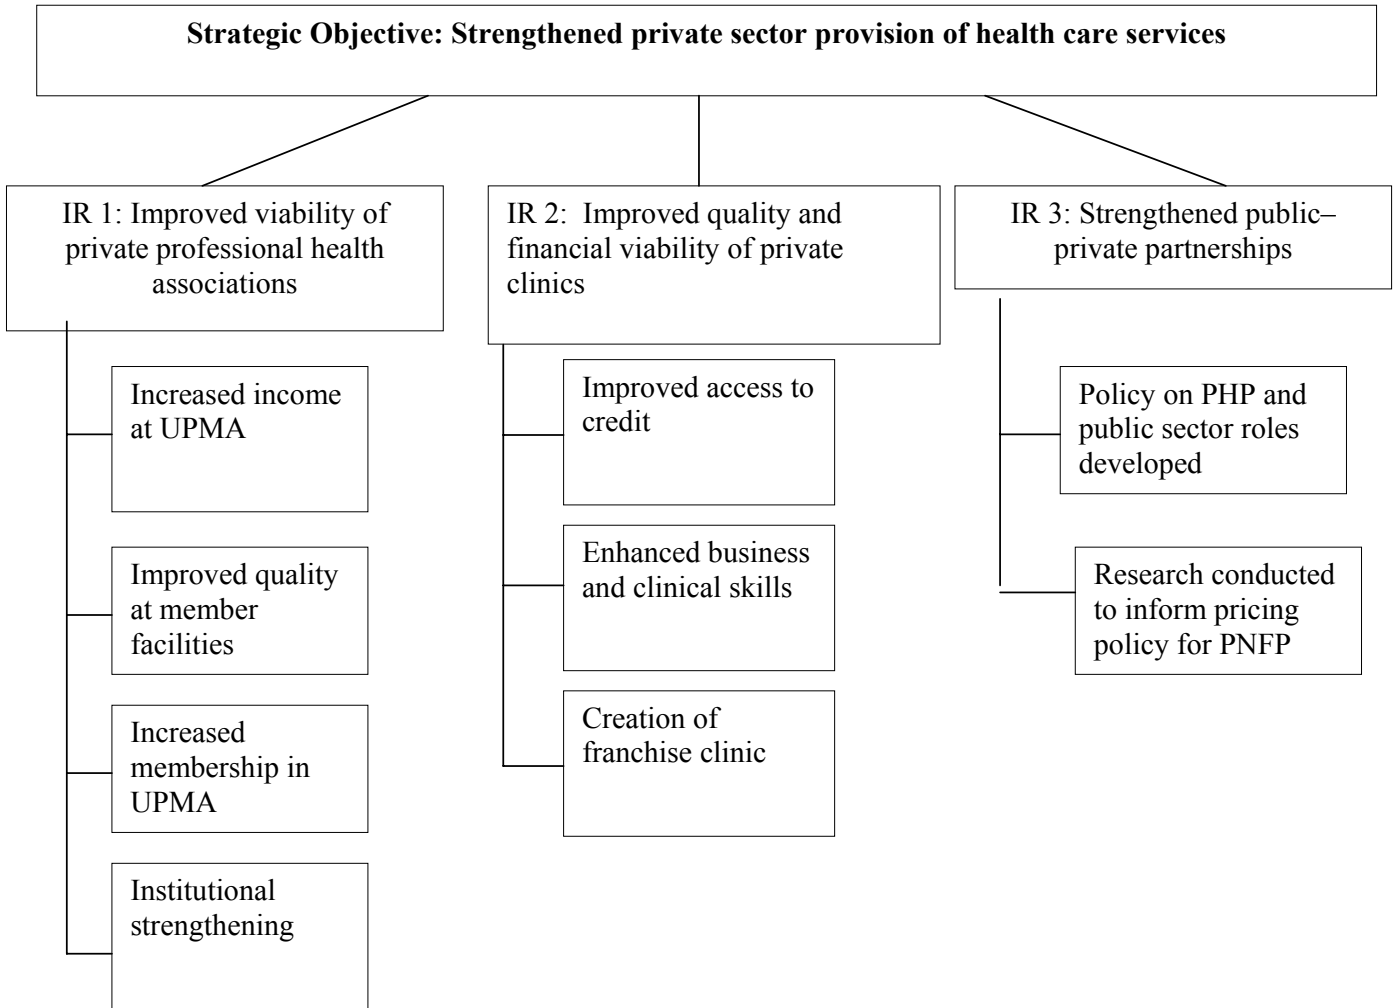 Strategic Objective: Strengthened private sector provision of health care services
IR 1: Improved viability of
private professional health
associations
Increased income
at UPMA
Improved quality
at member
facilities
Increased
membership in
UPMA
Institutional
strengthening
IR 2:  Improved quality and
financial viability of private
clinics
Improved access to
credit
Enhanced business
and clinical skills
Creation of
franchise clinic
IR 3: Strengthened public–
private partnerships
Policy on PHP and
public sector roles
developed
Research conducted
to inform pricing
policy for PNFP